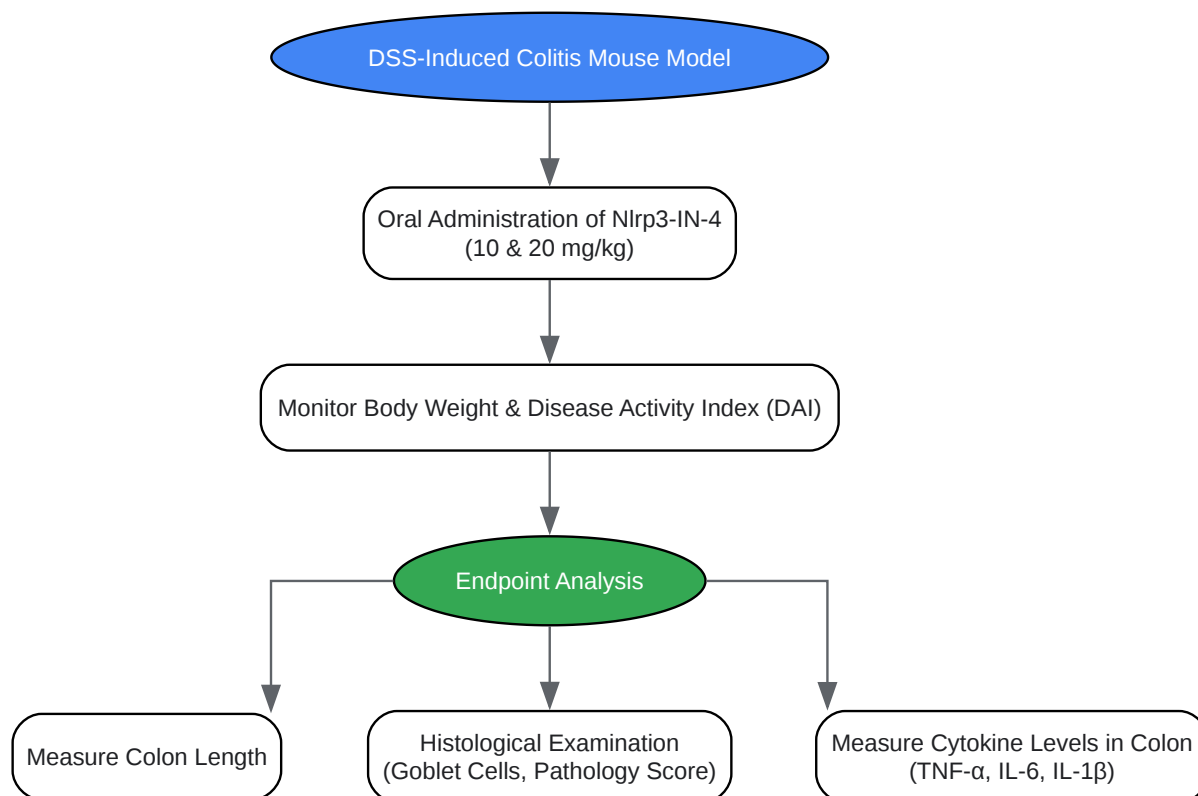 DSS-Induced Colitis Mouse Model
Oral Administration of Nlrp3-IN-4
(10 & 20 mg/kg)
Monitor Body Weight & Disease Activity Index (DAI)
Endpoint Analysis
Measure Colon Length
Histological Examination
(Goblet Cells, Pathology Score)
Measure Cytokine Levels in Colon
(TNF-α, IL-6, IL-1β)